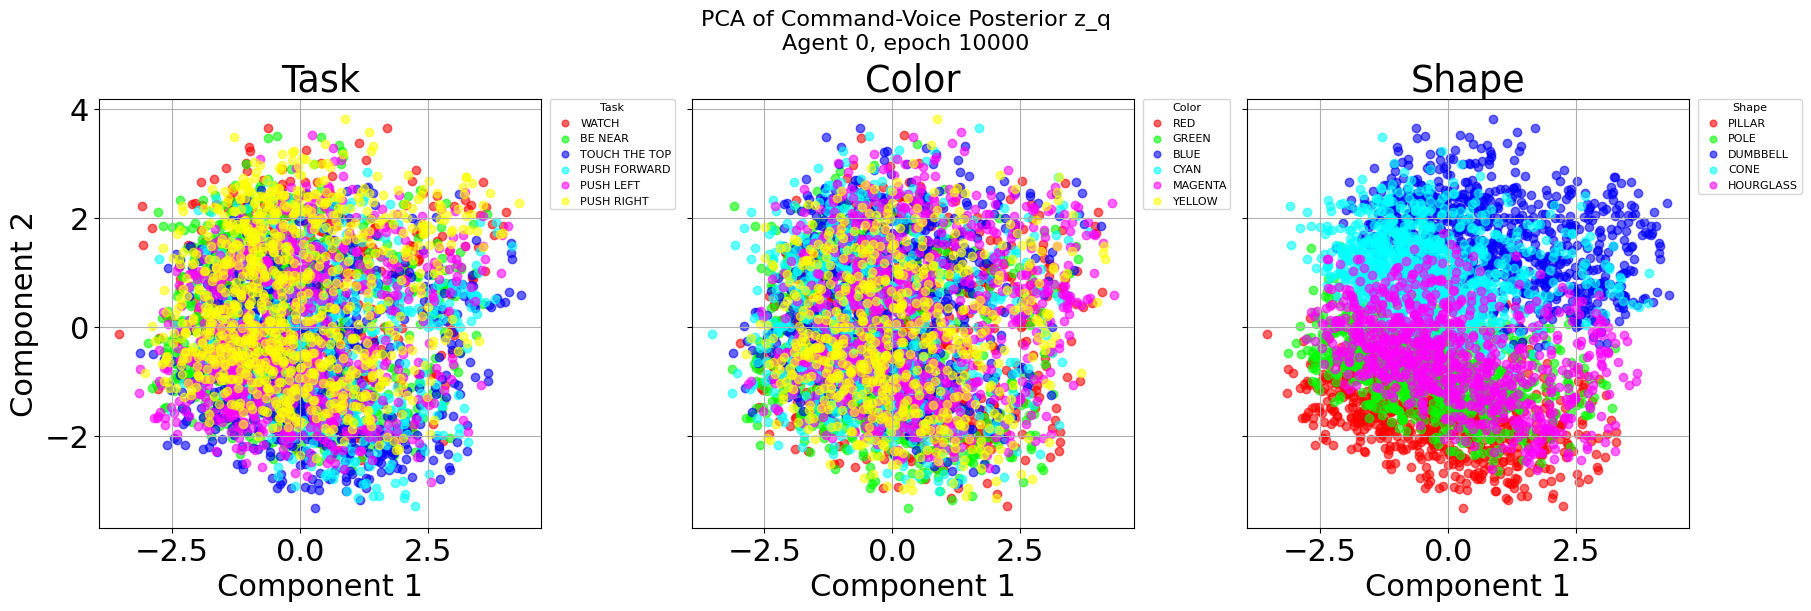 PCA of Command-Voice Posterior z_q
Agent 0, epoch 10000
Task
4
2
0
−2
Component 2
−2.5 0.0 2.5
Component 1
Task
WATCH
BE NEAR
TOUCH THE TOP
PUSH FORWARD
PUSH LEFT
PUSH RIGHT
Color
−2.5 0.0 2.5
Component 1
Color
RED
GREEN
BLUE
CYAN
MAGENTA
YELLOW
Shape
−2.5 0.0 2.5
Component 1
Shape
PILLAR
POLE
DUMBBELL
CONE
HOURGLASS